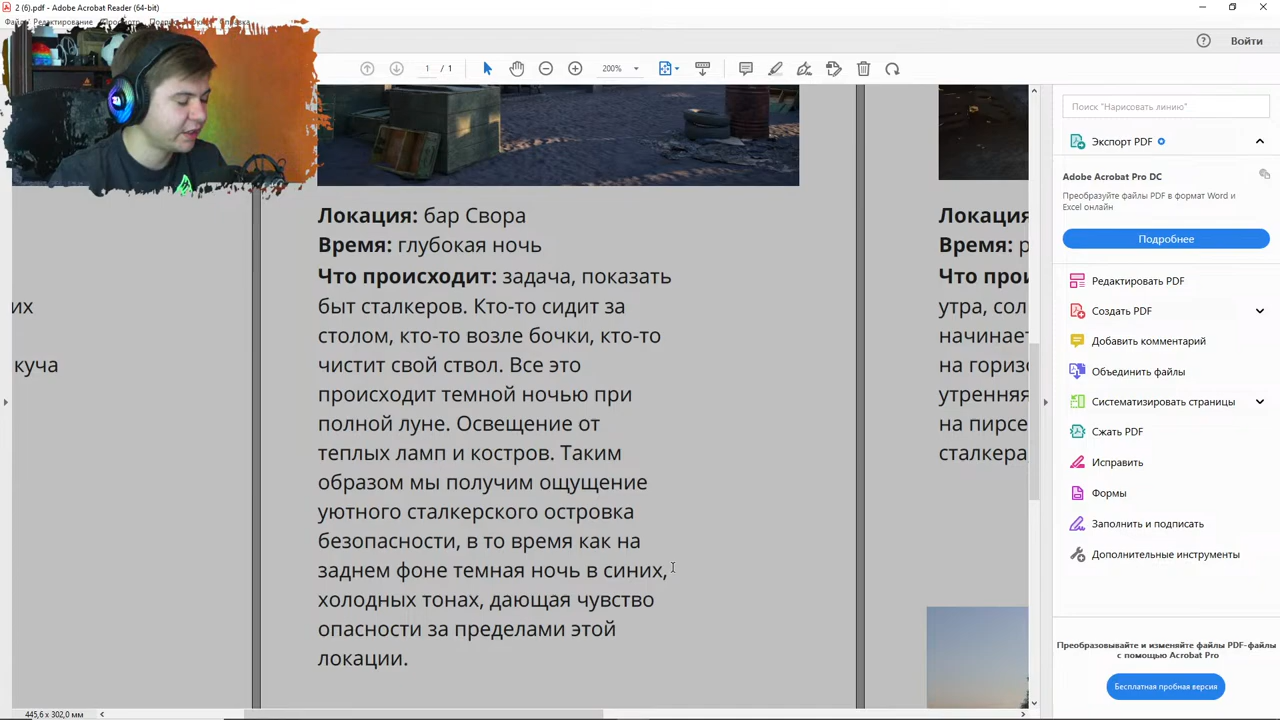 2 (6).pdf - Adobe Acrobat Reader (64-bit)
Файл Редактирование Просмотр
1 / 1
200%
Войти
Поиск "Нарисовать линию"
Экспорт PDF
Adobe Acrobat Pro DC
Преобразуйте файлы PDF в формат Word и
Excel онлайн
Подробнее
Редактировать PDF
Создать PDF
Добавить комментарий
Объединить файлы
Систематизировать страницы
Сжать PDF
Исправить
Формы
Заполнить и подписать
Дополнительные инструменты
Преобразовывайте и изменяйте файлы PDF-файлы
с помощью Acrobat Pro
Бесплатная пробная версия
их
куча
Локация: бар Свора
Время: глубокая ночь
Что происходит: задача, показать
быт сталкеров. Кто-то сидит за
столом, кто-то возле бочки, кто-то
чистит свой ствол. Все это
происходит темной ночью при
полной луне. Освещение от
теплых ламп и костров. Таким
образом мы получим ощущение
уютного сталкерского островка
безопасности, в то время как на
заднем фоне темная ночь в синих,
холодных тонах, дающая чувство
опасности за пределами этой
локации.
Локация
Время: р
Что прои
утра, сол
начинает
на горизо
утренняя
на пирсе
сталкера
445,6 x 302,0 мм